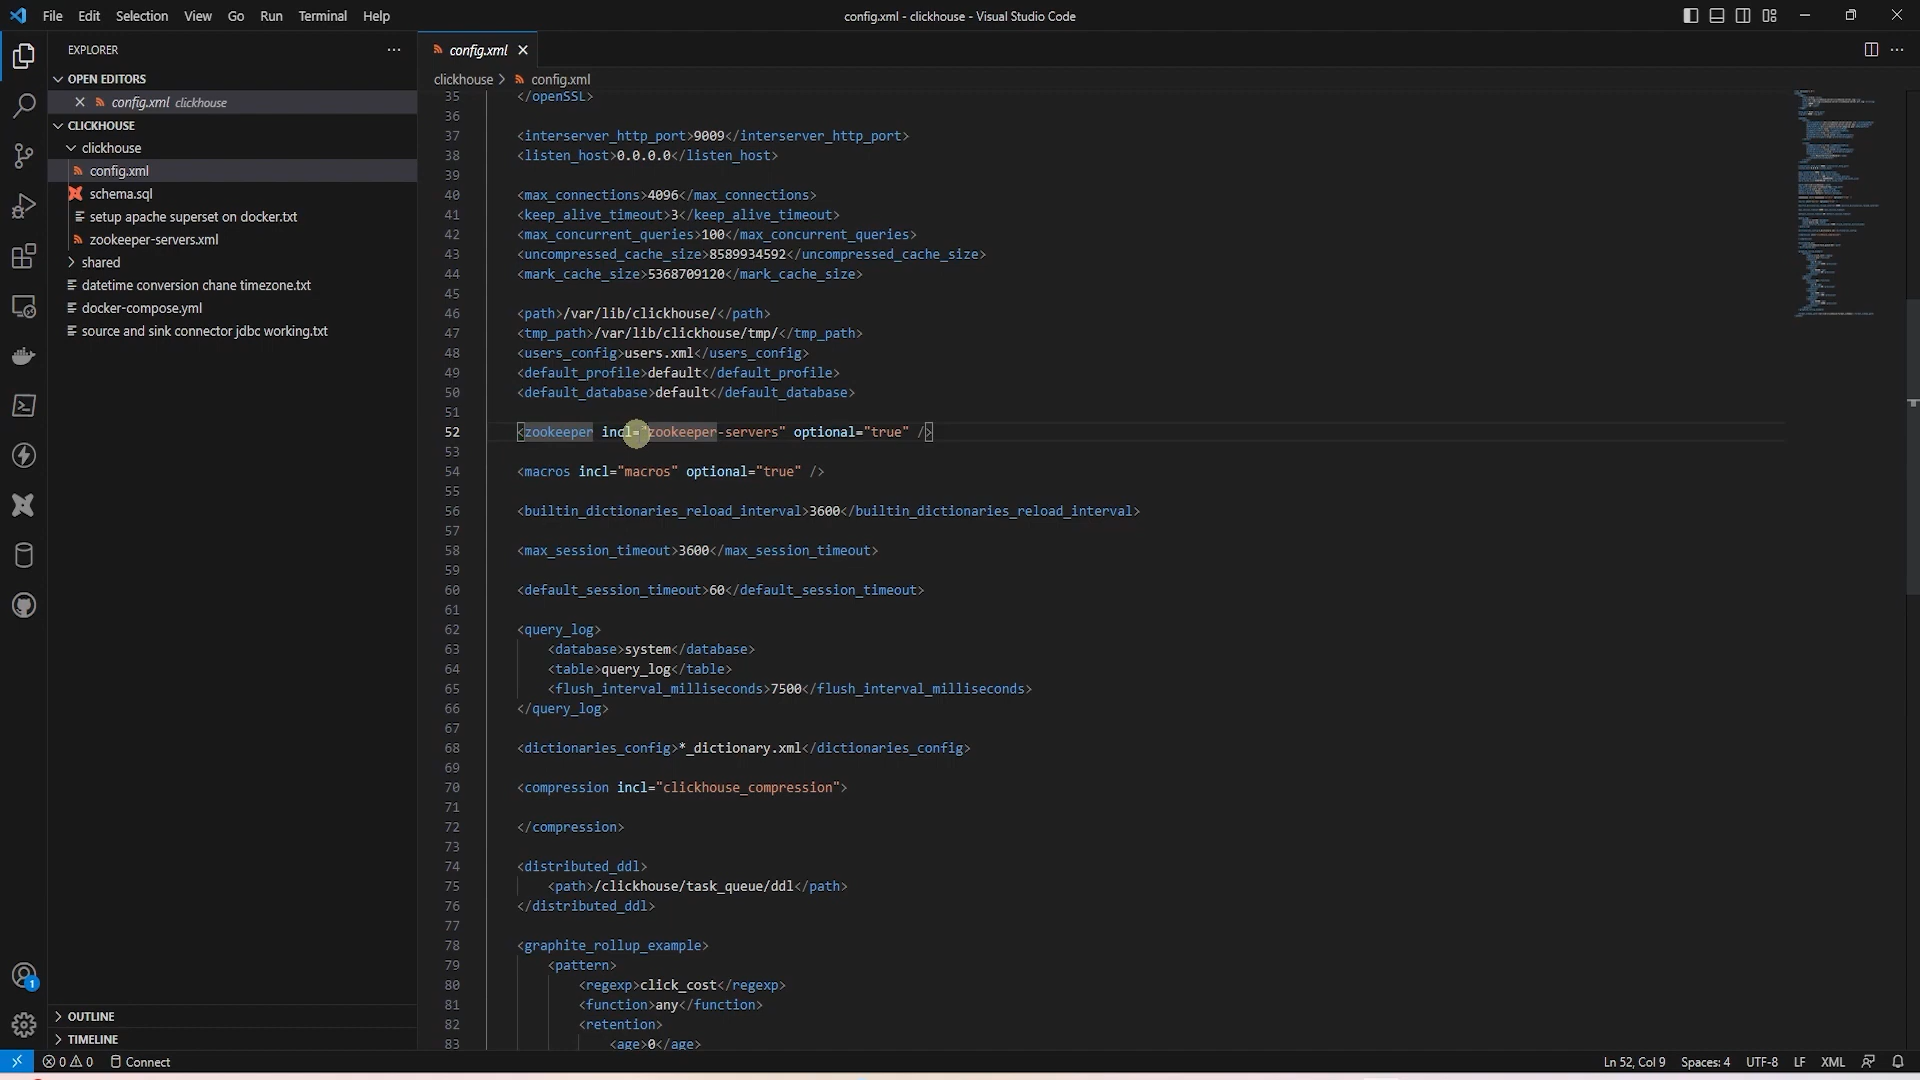 File Edit Selection View Go Run Terminal Help
config.xml - clickhouse - Visual Studio Code
EXPLORER
OPEN EDITORS
config.xml clickhouse
CLICKHOUSE
clickhouse
config.xml
schema.sql
setup apache superset on docker.txt
zookeeper-servers.xml
shared
datetime conversion chane timezone.txt
docker-compose.yml
source and sink connector jdbc working.txt
OUTLINE
TIMELINE
1
config.xml
clickhouse > config.xml
35 </openSSL>
36
37 <interserver_http_port>9009</interserver_http_port>
38 <listen_host>0.0.0.0</listen_host>
39
40 <max_connections>4096</max_connections>
41 <keep_alive_timeout>3</keep_alive_timeout>
42 <max_concurrent_queries>100</max_concurrent_queries>
43 <uncompressed_cache_size>8589934592</uncompressed_cache_size>
44 <mark_cache_size>5368709120</mark_cache_size>
45
46 <path>/var/lib/clickhouse/</path>
47 <tmp_path>/var/lib/clickhouse/tmp/</tmp_path>
48 <users_config>users.xml</users_config>
49 <default_profile>default</default_profile>
50 <default_database>default</default_database>
51
52 <zookeeper incl="zookeeper-servers" optional="true" />
53
54 <macros incl="macros" optional="true" />
55
56 <builtin_dictionaries_reload_interval>3600</builtin_dictionaries_reload_interval>
57
58 <max_session_timeout>3600</max_session_timeout>
59
60 <default_session_timeout>60</default_session_timeout>
61
62 <query_log>
63 <database>system</database>
64 <table>query_log</table>
65 <flush_interval_milliseconds>7500</flush_interval_milliseconds>
66 </query_log>
67
68 <dictionaries_config>*_dictionary.xml</dictionaries_config>
69
70 <compression incl="clickhouse_compression">
71
72 </compression>
73
74 <distributed_ddl>
75 <path>/clickhouse/task_queue/ddl</path>
76 </distributed_ddl>
77
78 <graphite_rollup_example>
79 <pattern>
80 <regexp>click_cost</regexp>
81 <function>any</function>
82 <retention>
83 <age>0</age>
0 0 Connect
Ln 52, Col 9 Spaces: 4 UTF-8 LF XML